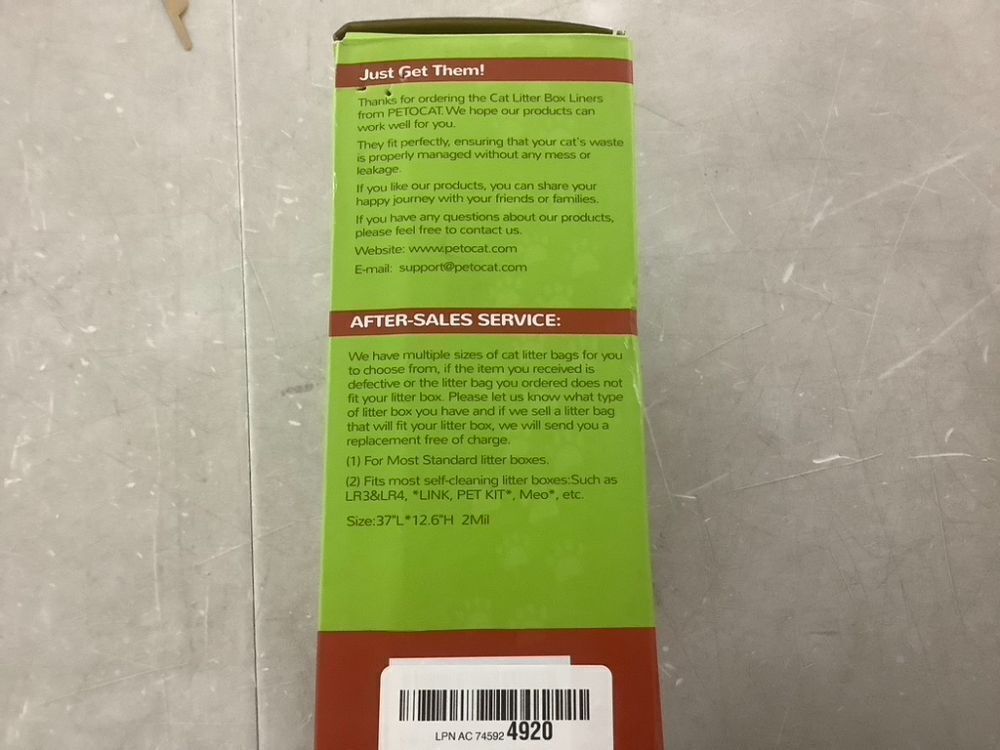 Just Get Them!
Thanks for ordering the Cat Litter Box Liners
from PETOCAT. We hope our products can
work well for you.
They fit perfectly, ensuring that your cat's waste
is properly managed without any mess or
leakage.
If you like our products, you can share your
happy journey with your friends or families.
If you have any questions about our products,
please feel free to contact us.
Website: www.petocat.com
E-mail: support@petocat.com
AFTER-SALES SERVICE:
We have multiple sizes of cat litter bags for you
to choose from, if the item you received is
defective or the litter bag you ordered does not
fit your litter box. Please let us know what type
of litter box you have and if we sell a litter bag
that will fit your litter box, we will send you a
replacement free of charge.
(1) For Most Standard litter boxes.
(2) Fits most self-cleaning litter boxes:Such as
LR3&LR4, *LINK, PET KIT*, Meo*, etc.
Size:37"L*12.6"H 2Mil
LPN AC 74592 4920